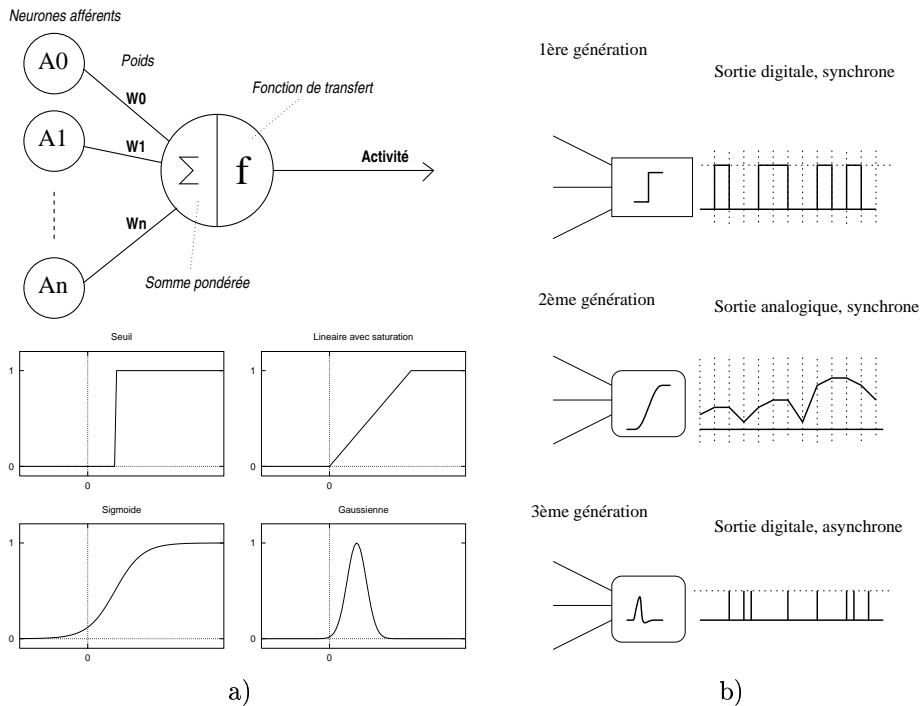 Neurones afférents
A0
Poids
W0
Fonction de transfert
A1
W1
Σ
f
Activité
Wn
An
Somme pondérée
Seuil
1
0
0
Lineaire avec saturation
1
0
0
Sigmoide
1
0
0
Gaussienne
1
0
0
a)
1ère génération
Sortie digitale, synchrone
2ème génération
Sortie analogique, synchrone
3ème génération
Sortie digitale, asynchrone
b)